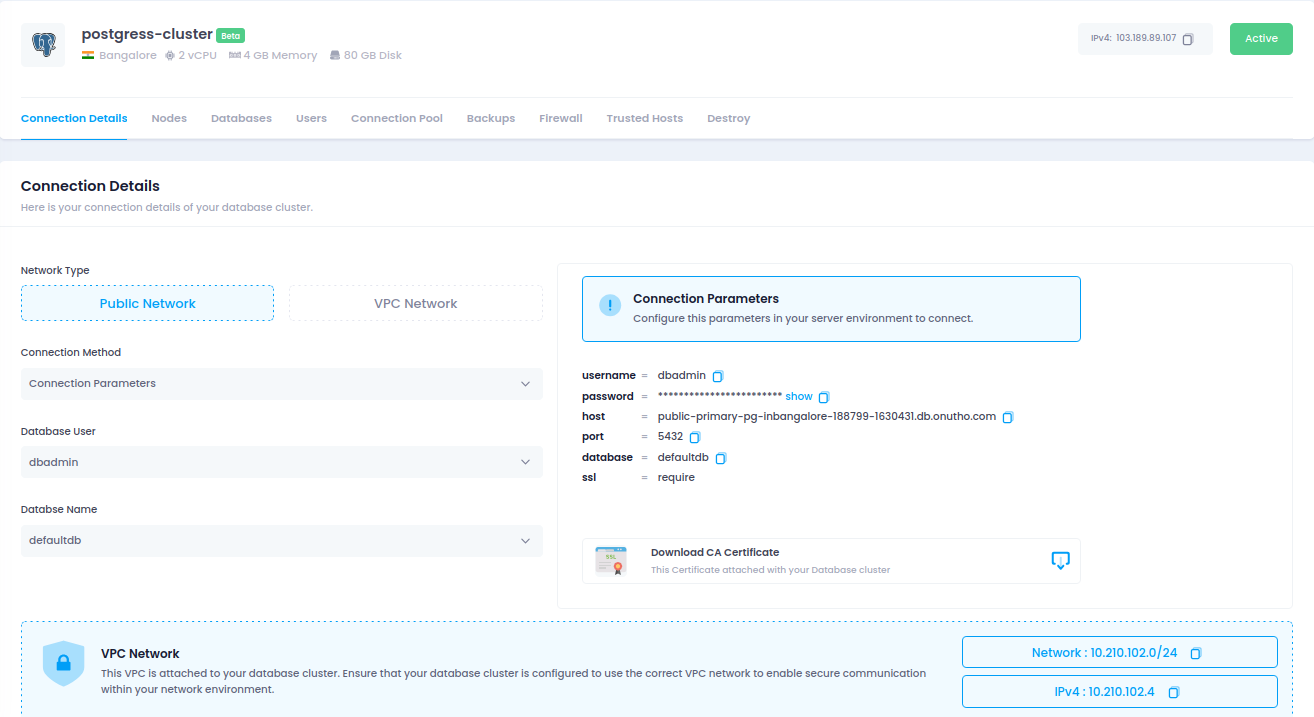 postgress-cluster Beta
Bangalore 2 vCPU 4 GB Memory 80 GB Disk
IPv4: 103.189.89.107
Active
Connection Details Nodes Databases Users Connection Pool Backups Firewall Trusted Hosts Destroy
Connection Details
Here is your connection details of your database cluster.
Network Type
Public Network VPC Network
Connection Method
Connection Parameters
Database User
dbadmin
Databse Name
defaultdb
! Connection Parameters
Configure this parameters in your server environment to connect.
username = dbadmin
password = ************************ show
host = public-primary-pg-inbangalore-188799-1630431.db.onutho.com
port = 5432
database = defaultdb
ssl = require
SSL
Download CA Certificate
This Certificate attached with your Database cluster
VPC Network
This VPC is attached to your database cluster. Ensure that your database cluster is configured to use the correct VPC network to enable secure communication
within your network environment.
Network : 10.210.102.0/24
IPv4 : 10.210.102.4